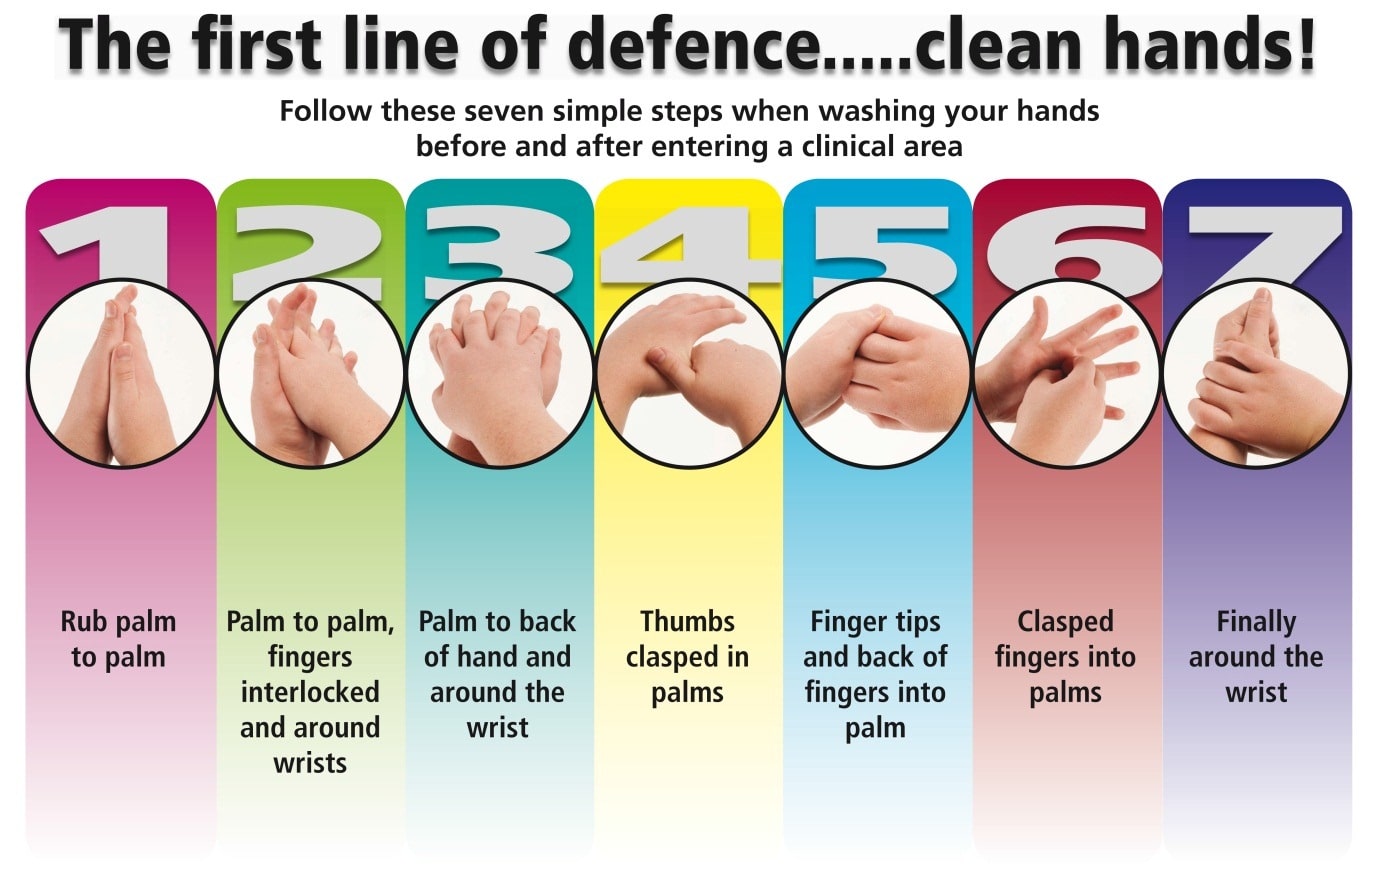 The first line of defence.....clean hands!
Follow these seven simple steps when washing your hands
before and after entering a clinical area
1
Rub palm
to palm
2
Palm to palm,
fingers
interlocked
and around
wrists
3
Palm to back
of hand and
around the
wrist
4
Thumbs
clasped in
palms
5
Finger tips
and back of
fingers into
palm
6
Clasped
fingers into
palms
7
Finally
around the
wrist